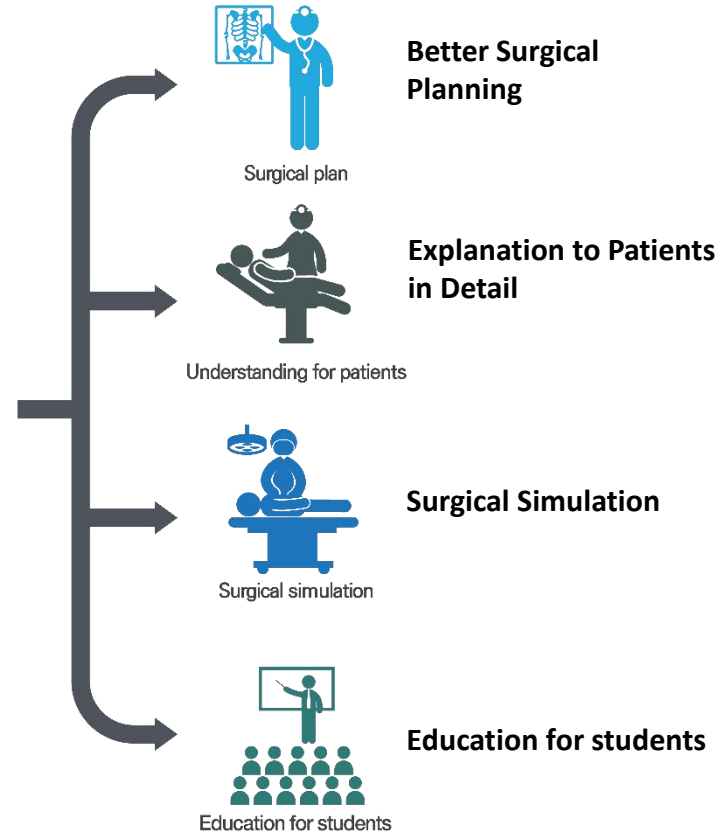 Better Surgical
Planning
Surgical plan
Explanation to Patients
in Detail
Understanding for patients
Surgical Simulation
Surgical simulation
Education for students
Education for students